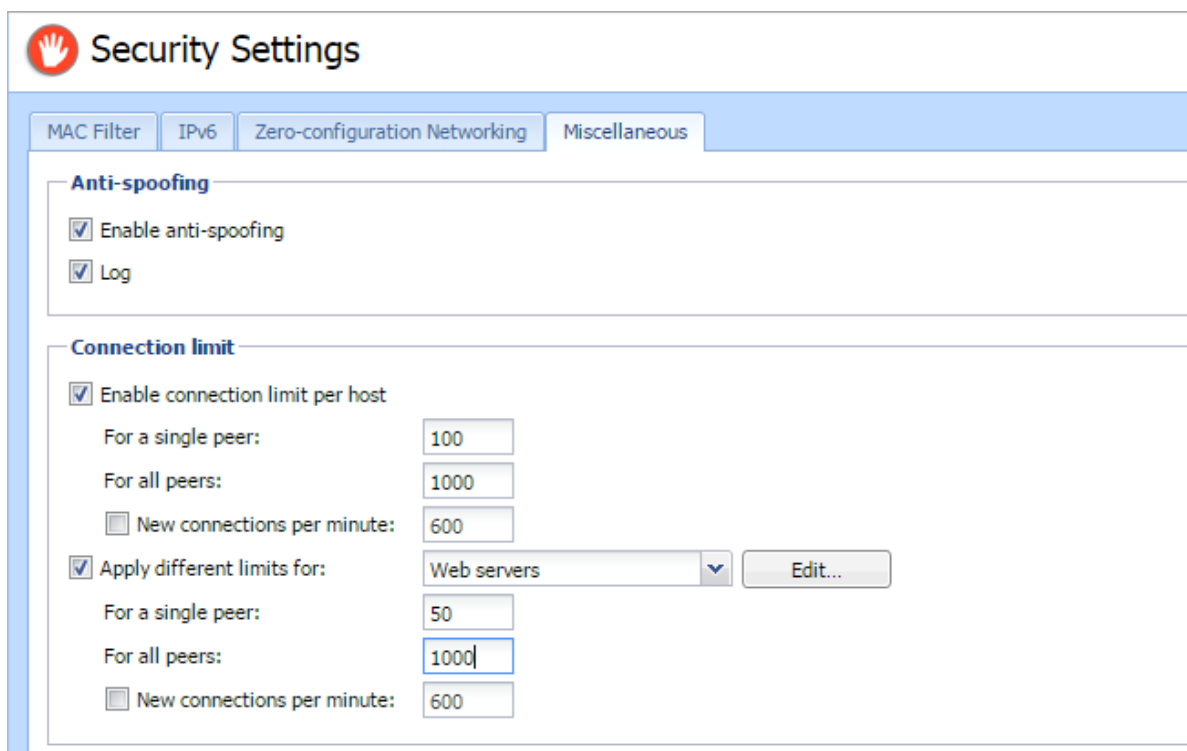 Security Settings
MAC Filter IPv6 Zero-configuration Networking Miscellaneous
Anti-spoofing
Enable anti-spoofing
Log
Connection limit
Enable connection limit per host
For a single peer: 100
For all peers: 1000
New connections per minute: 600
Apply different limits for: Web servers Edit...
For a single peer: 50
For all peers: 1000
New connections per minute: 600